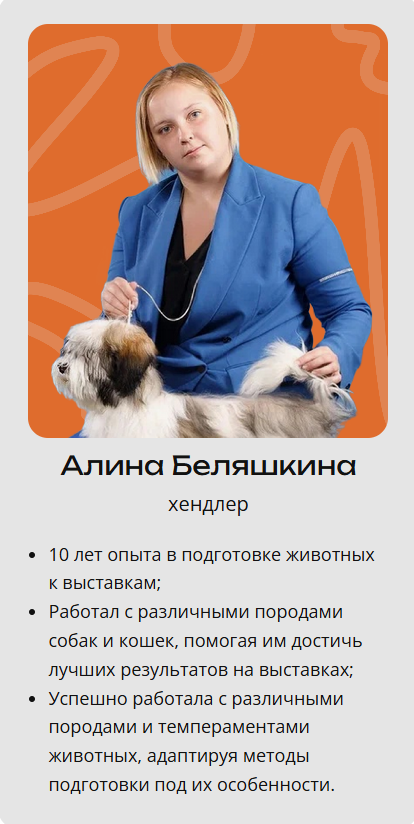 Алина Беляшкина
хендлер
• 10 лет опыта в подготовке животных
к выставкам;
• Работал с различными породами
собак и кошек, помогая им достичь
лучших результатов на выставках;
• Успешно работала с различными
породами и темпераментами
животных, адаптируя методы
подготовки под их особенности.